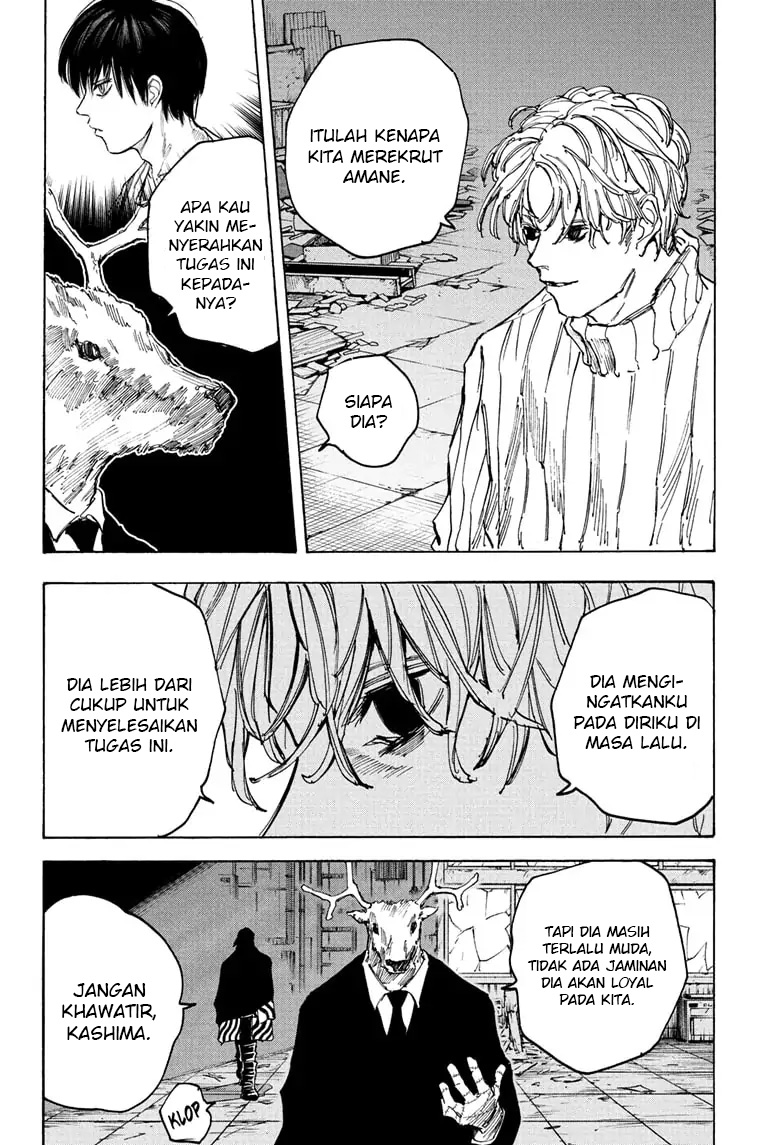 ITULAH KENAPA
KITA MEREKRUT
AMANE.
SIAPA
DIA?
APA KAU
YAKIN ME-
NYERAHKAN
TUGAS INI
KEPADA-
NYA?
DIA MENGI-
NGATKANKU
PADA DIRIKU DI
MASA LALU.
DIA LEBIH DARI
CUKUP UNTUK
MENYELESAIKAN
TUGAS INI.
TAPI DIA MASIH
TERLALU MUDA,
TIDAK ADA JAMINAN
DIA AKAN LOYAL
PADA KITA.
JANGAN
KHAWATIR,
KASHIMA.
KLOP